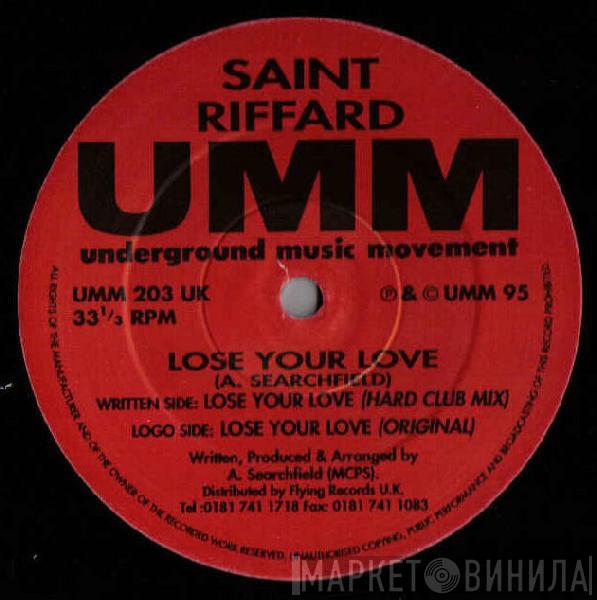 SAINT
RIFFARD
UMM
underground music movement
UMM 203 UK
℗ & © UMM 95
33 1/3 RPM
LOSE YOUR LOVE
(A. SEARCHFIELD)
WRITTEN SIDE: LOSE YOUR LOVE (HARD CLUB MIX)
LOGO SIDE: LOSE YOUR LOVE (ORIGINAL)
Written, Produced & Arranged by
A. Searchfield (MCPS).
Distributed by Flying Records U.K.
Tel :0181 741 1718 Fax: 0181 741 1083
ALL RIGHTS OF THE MANUFACTURER AND OF THE OWNER OF THE RECORDED WORK RESERVED. UNAUTHORISED COPYING, PUBLIC PERFORMANCE AND BROADCASTING OF THIS RECORD PROHIBITED.
МАРКЕТ ВИНИЛА